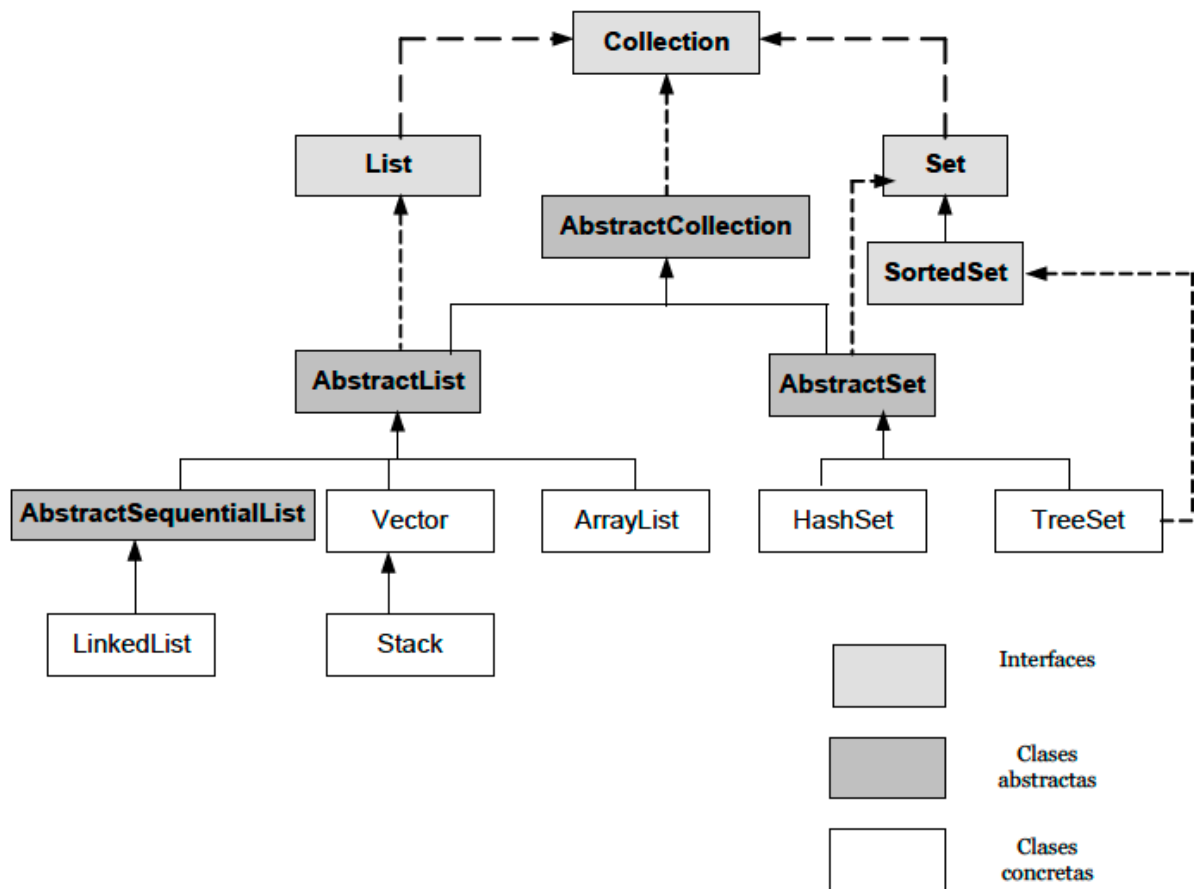 Collection
List
Set
AbstractCollection
SortedSet
AbstractList
AbstractSet
AbstractSequentialList
Vector
ArrayList
HashSet
TreeSet
LinkedList
Stack
Interfaces
Clases
abstractas
Clases
concretas